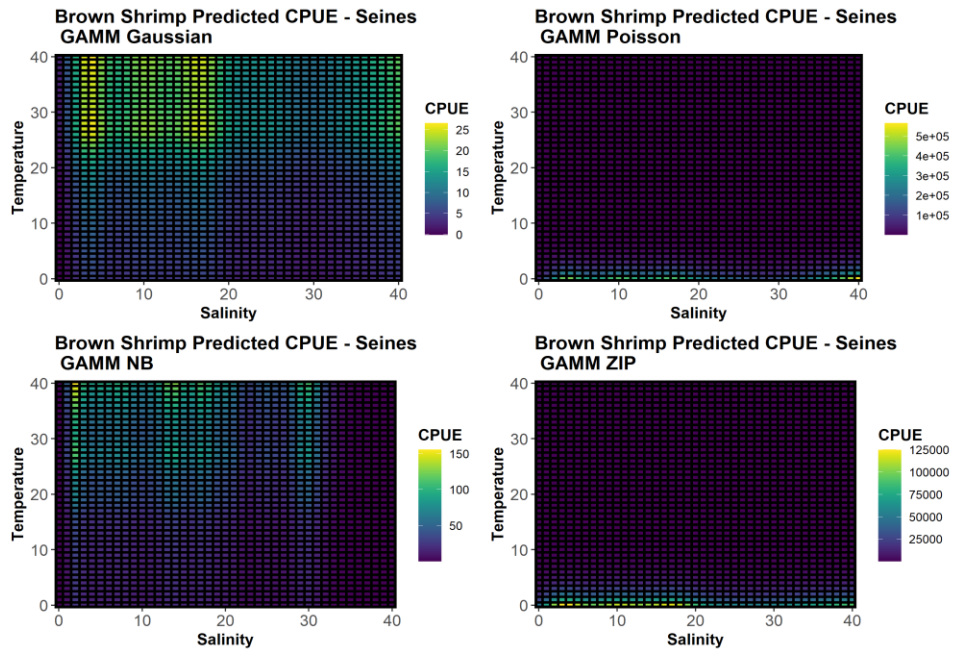 Brown Shrimp Predicted CPUE - Seines
GAMM Gaussian
40
30
20
10
0
Temperature
0 10 20 30 40
Salinity
CPUE
25
20
15
10
5
0
Brown Shrimp Predicted CPUE - Seines
GAMM Poisson
40
30
20
10
0
Temperature
0 10 20 30 40
Salinity
CPUE
5e+05
4e+05
3e+05
2e+05
1e+05
Brown Shrimp Predicted CPUE - Seines
GAMM NB
40
30
20
10
0
Temperature
0 10 20 30 40
Salinity
CPUE
150
100
50
Brown Shrimp Predicted CPUE - Seines
GAMM ZIP
40
30
20
10
0
Temperature
0 10 20 30 40
Salinity
CPUE
125000
100000
75000
50000
25000